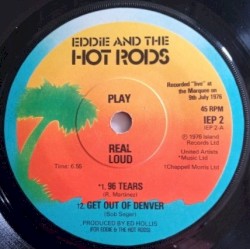 EDDIE AND THE
HOT RODS
Recorded "live" at
the Marquee on
9th July 1976
PLAY
45 RPM
IEP 2
IEP 2-A
REAL
LOUD
℗ 1976 Island
Records Ltd
United Artists
*Music Ltd
†Chappell Morris Ltd
Time: 6.56
*1. 96 TEARS
(R. Martinez)
†2. GET OUT OF DENVER
(Bob Seger)
PRODUCED BY ED HOLLIS
(FOR EDDIE & THE HOT RODS)